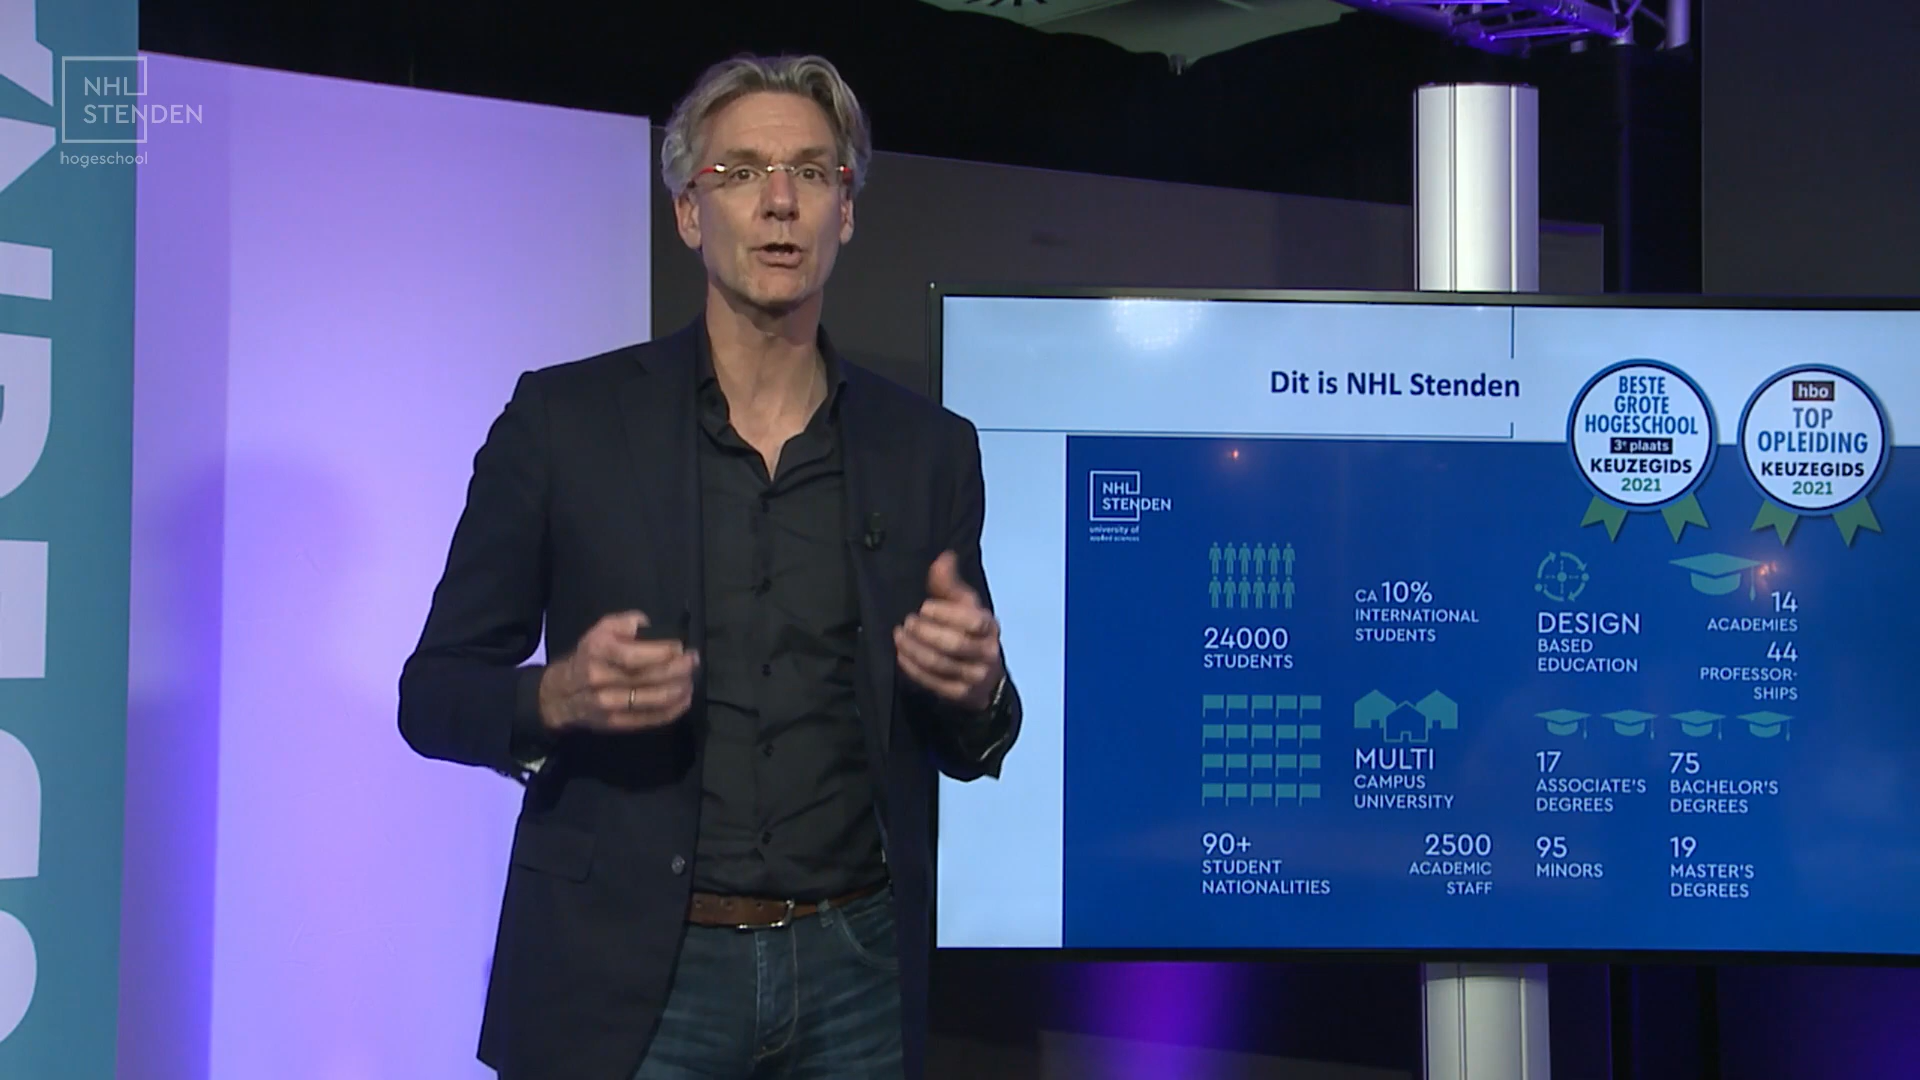 NHL
STENDEN
hogeschool
Dit is NHL Stenden
BESTE
GROTE
HOGESCHOOL
3e plaats
KEUZEGIDS
2021
hbo
TOP
OPLEIDING
KEUZEGIDS
2021
NHL
STENDEN
university of
applied sciences
24000
STUDENTS
CA 10%
INTERNATIONAL
STUDENTS
DESIGN
BASED
EDUCATION
14
ACADEMIES
44
PROFESSOR-
SHIPS
90+
STUDENT
NATIONALITIES
MULTI
CAMPUS
UNIVERSITY
2500
ACADEMIC
STAFF
17
ASSOCIATE'S
DEGREES
75
BACHELOR'S
DEGREES
95
MINORS
19
MASTER'S
DEGREES